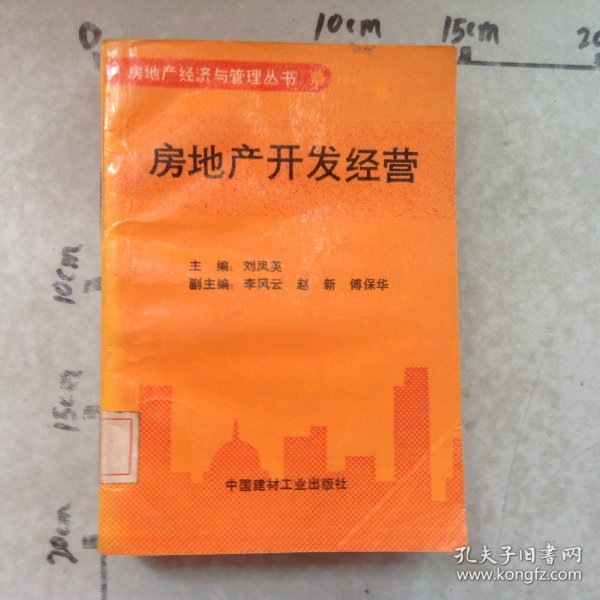 0
10cm
15cm
20
房地产经济与管理丛书
房地产开发经营
主 编：刘凤英
副主编：李风云 赵 新 傅保华
10cm
15cm
20cm
中国建材工业出版社
孔夫子旧书网
www.kongfz.com